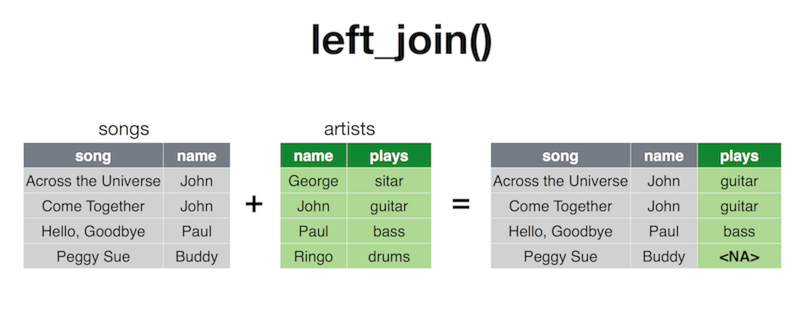 left_join()
songs artists
song name name plays song name plays
Across the Universe John George sitar Across the Universe John guitar
Come Together John John guitar Come Together John guitar
+ =
Hello, Goodbye Paul Paul bass Hello, Goodbye Paul bass
Peggy Sue Buddy Ringo drums Peggy Sue Buddy <NA>